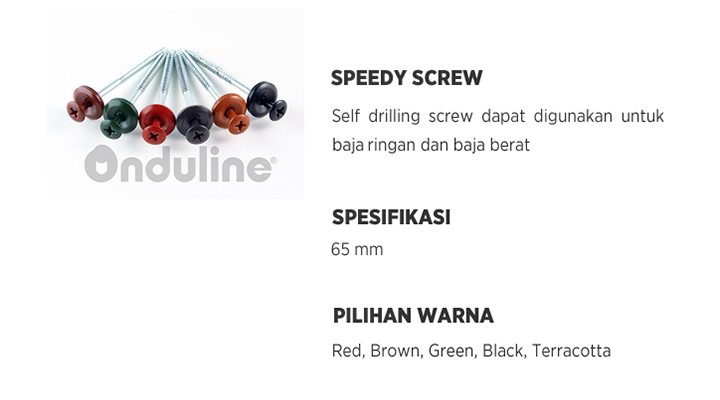 Onduline®
SPEEDY SCREW
Self drilling screw dapat digunakan untuk
baja ringan dan baja berat
SPESIFIKASI
65 mm
PILIHAN WARNA
Red, Brown, Green, Black, Terracotta